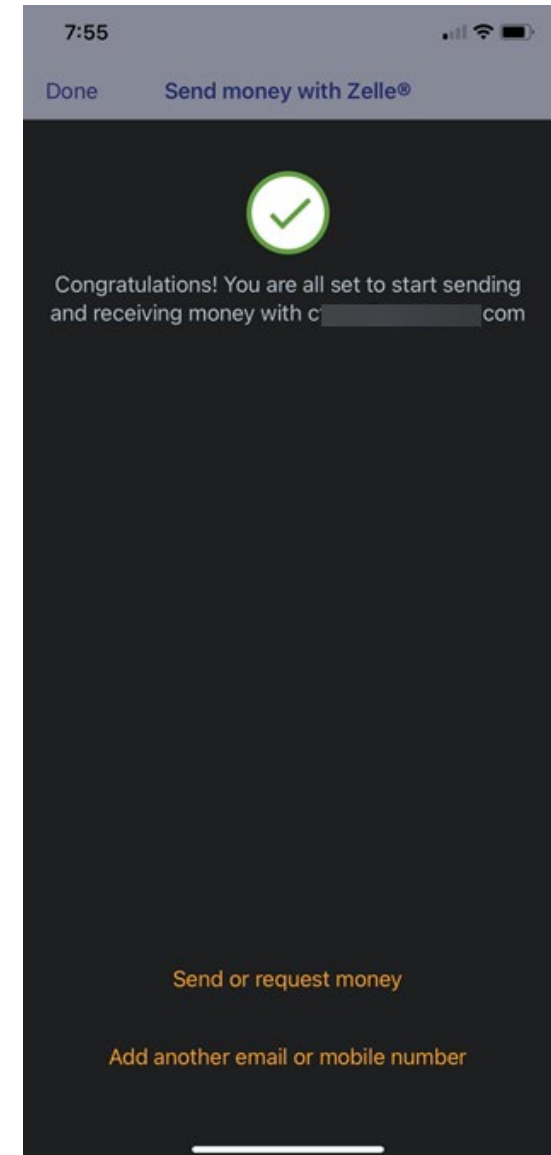 7:55
Done Send money with Zelle®
Congratulations! You are all set to start sending
and receiving money with c com
Send or request money
Add another email or mobile number